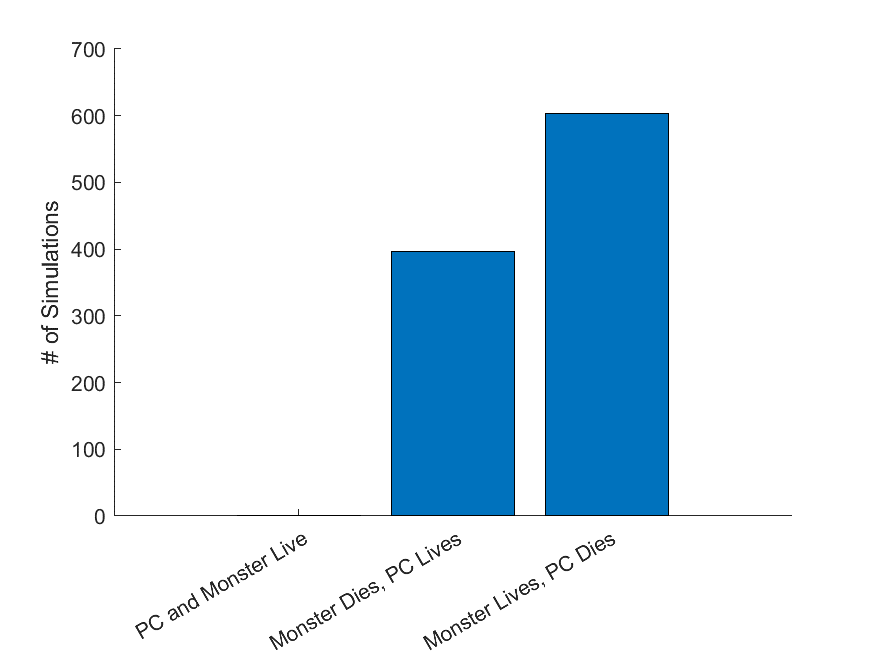 700
600
500
400
300
200
100
0
# of Simulations
PC and Monster Live
Monster Dies, PC Lives
Monster Lives, PC Dies